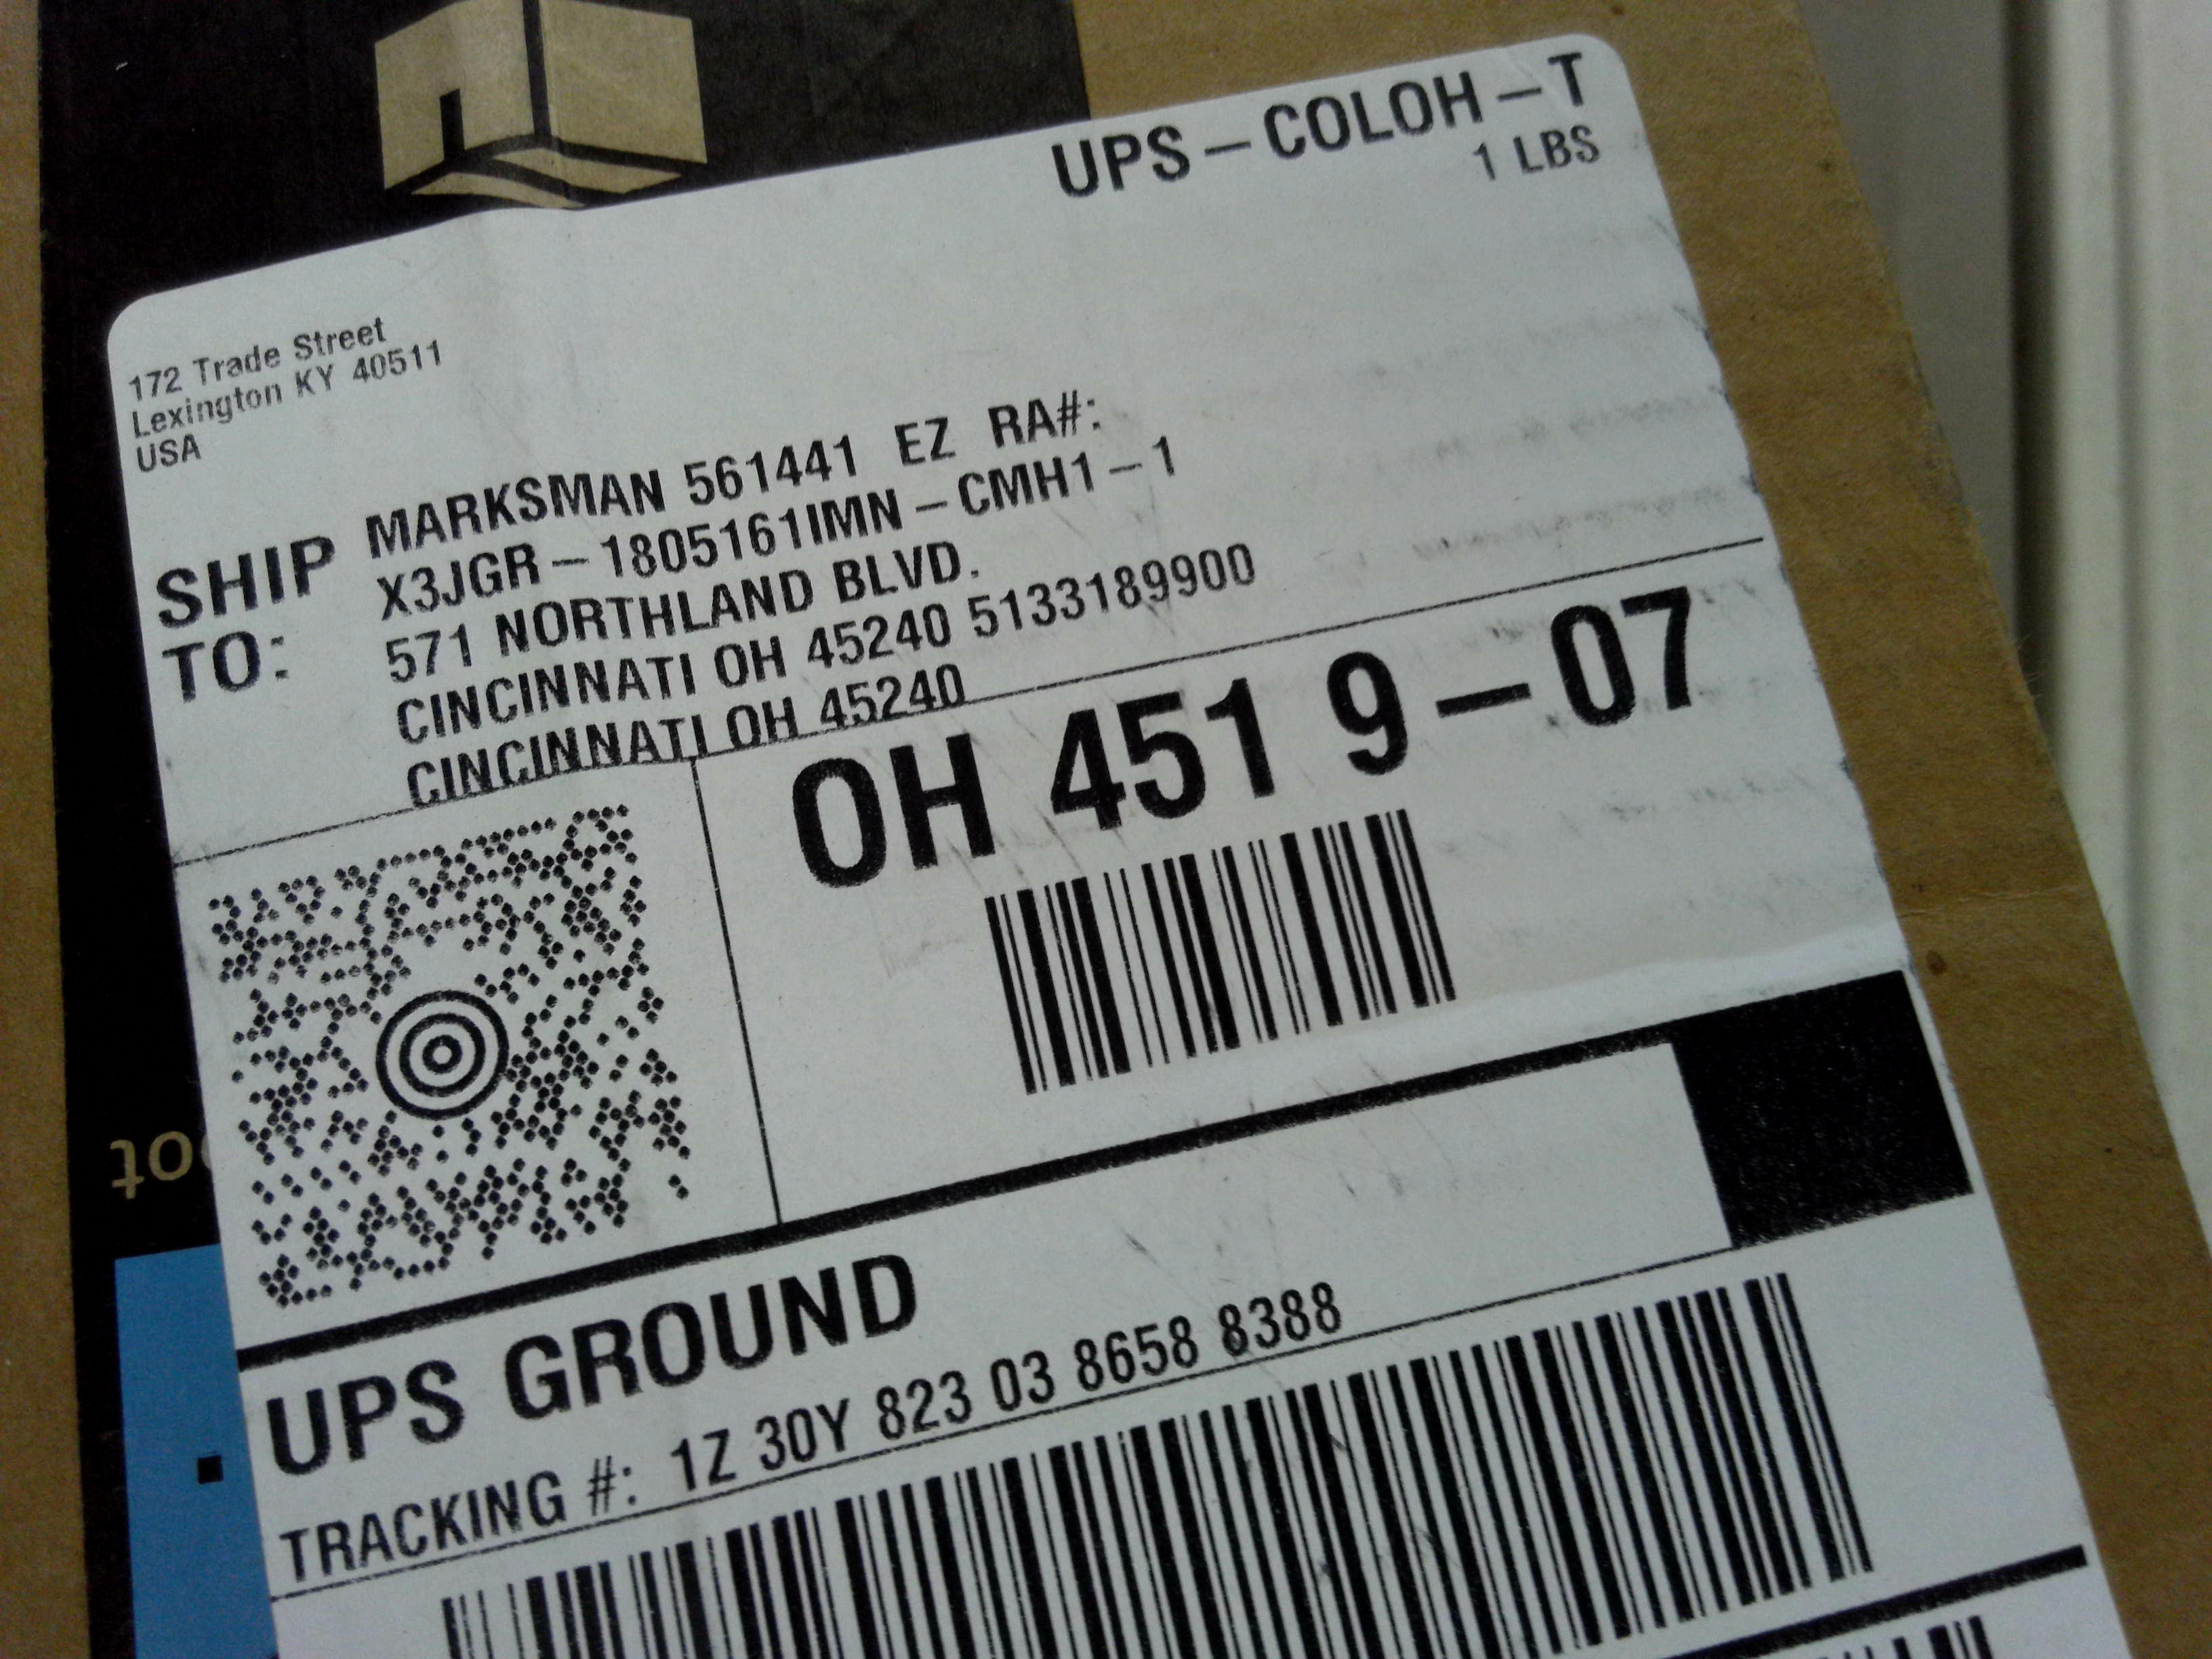 UPS-COLOH-T
1 LBS
172 Trade Street
Lexington KY 40511
USA
SHIP
TO:
MARKSMAN 561441 EZ RA#:
X3JGR-1805161IMN-CMH1-1
571 NORTHLAND BLVD.
CINCINNATI OH 45240 5133189900
CINCINNATI OH 45240
OH 451 9-07
UPS GROUND
TRACKING #: 1Z 30Y 823 03 8658 8388